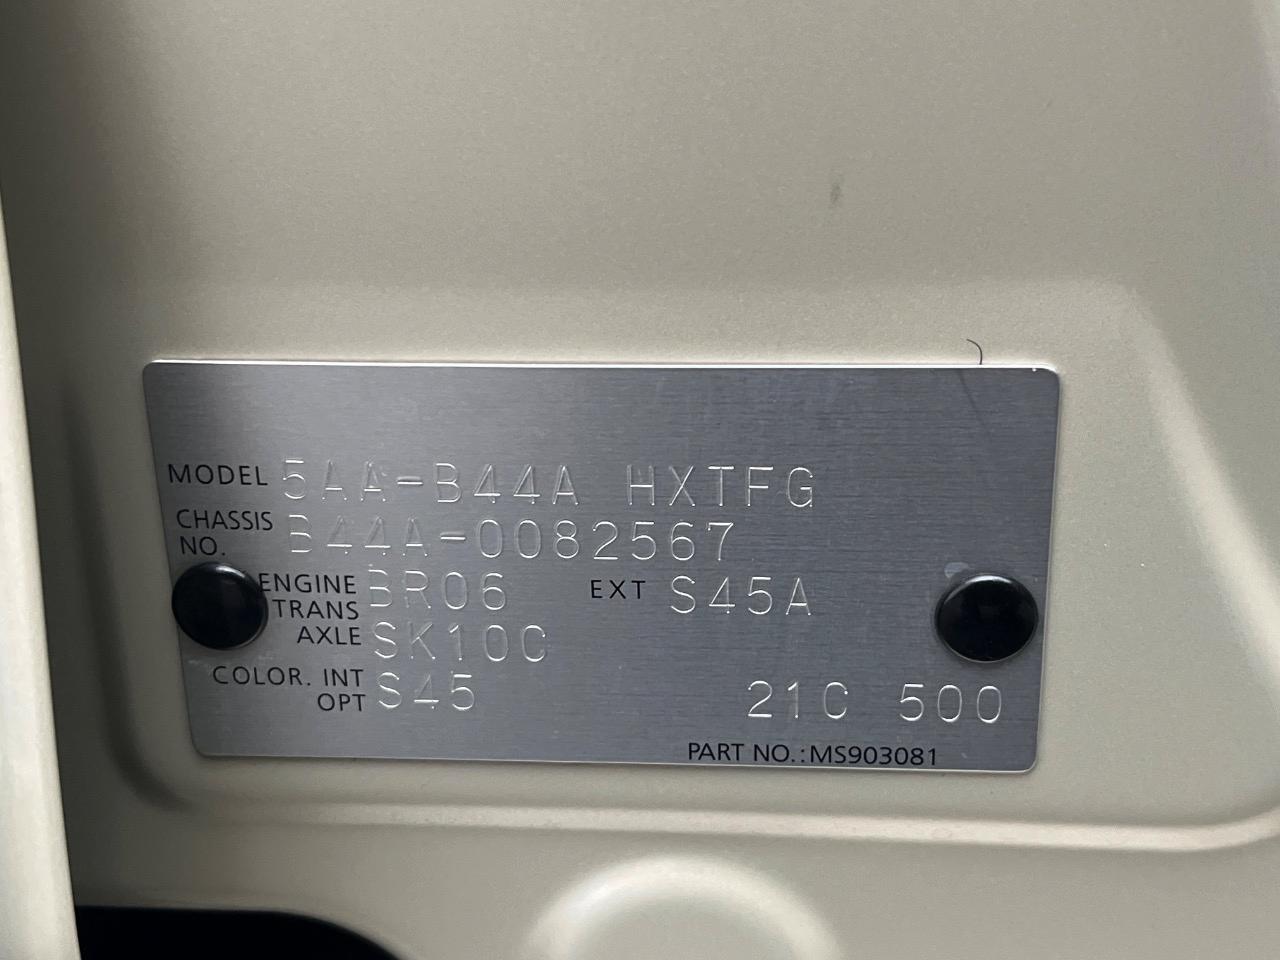 MODEL 5AA-B44A HXTFG
CHASSIS NO. B44A-0082567
ENGINE BR06 EXT S45A
TRANS AXLE SK10C
COLOR. INT OPT S45 21C 500
PART NO.:MS903081